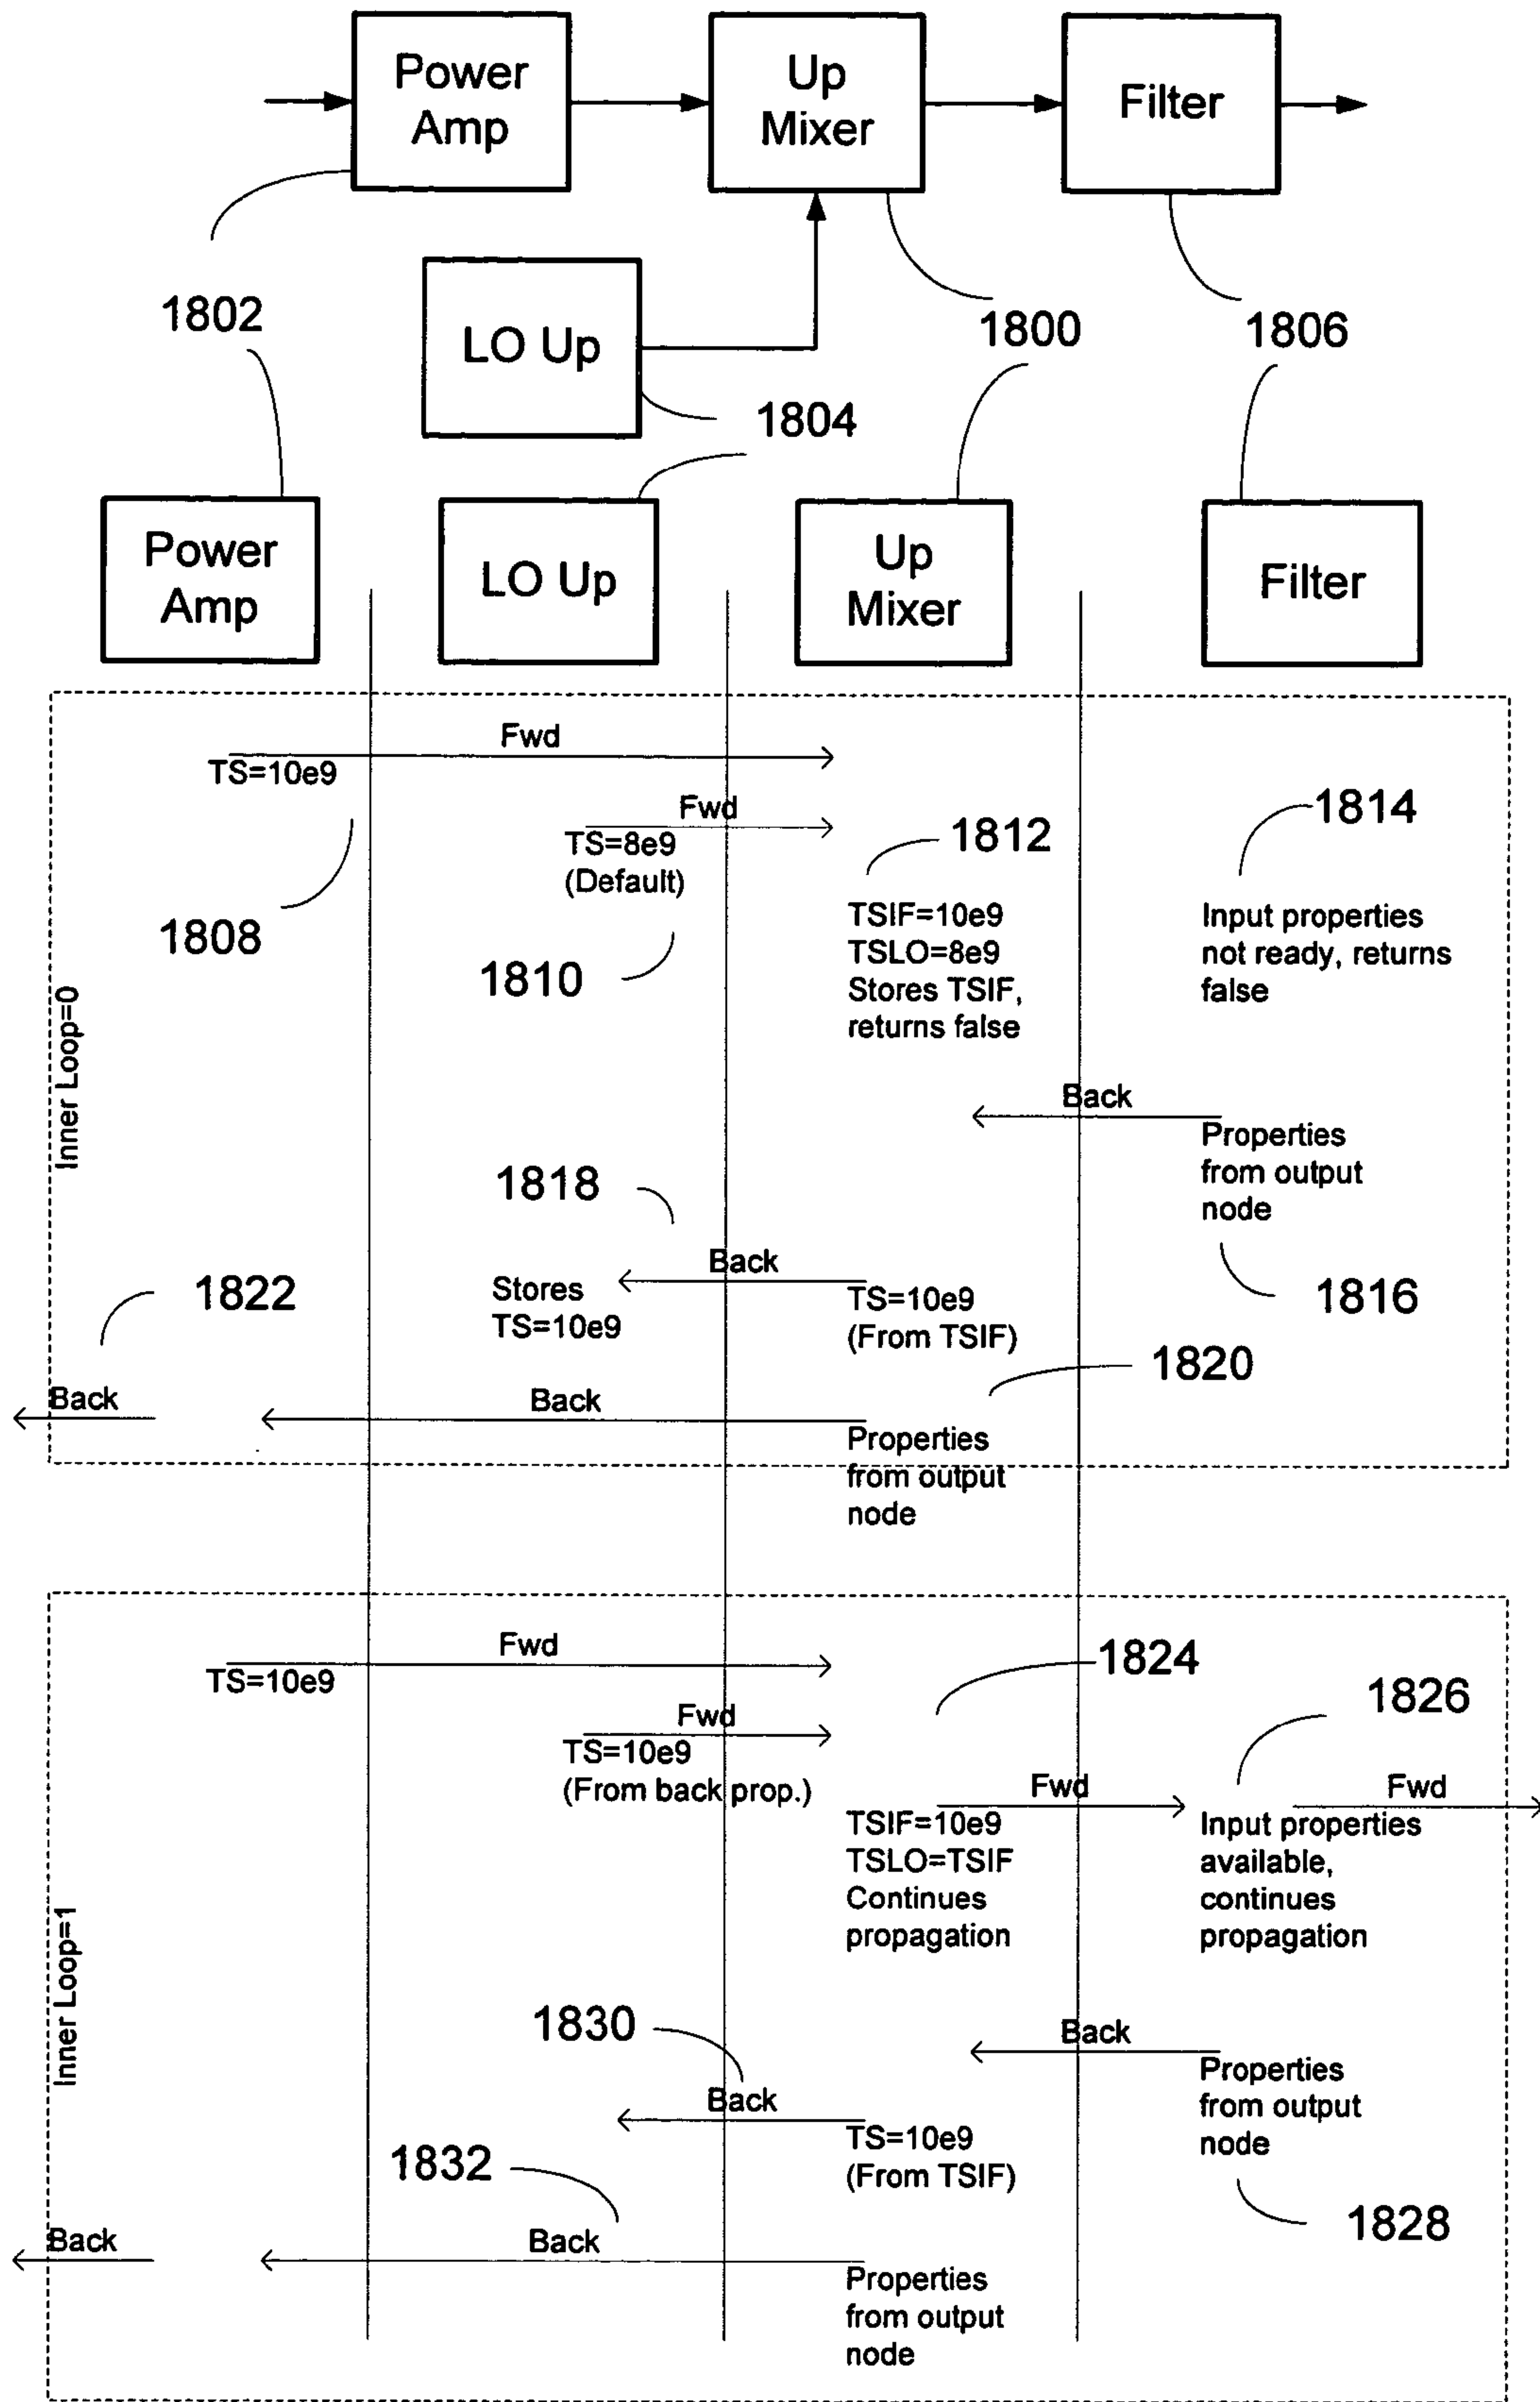 Power
Amp
Up
Mixer
Filter
LO Up
1802
1800
1806
1804
Power
Amp
LO Up
Up
Mixer
Filter
Inner Loop=0
Fwd
TS=10e9
1808
Fwd
TS=8e9
(Default)
1810
1812
TSIF=10e9
TSLO=8e9
Stores TSIF,
returns false
1814
Input properties
not ready, returns
false
Back
Properties
from output
node
1816
1818
Back
Stores
TS=10e9
TS=10e9
(From TSIF)
1820
1822
Back
Back
Properties
from output
node
Inner Loop=1
Fwd
TS=10e9
Fwd
TS=10e9
(From back prop.)
1824
Fwd
TSIF=10e9
TSLO=TSIF
Continues
propagation
1826
Fwd
Input properties
available,
continues
propagation
Back
Properties
from output
node
1828
1830
Back
TS=10e9
(From TSIF)
1832
Back
Back
Properties
from output
node